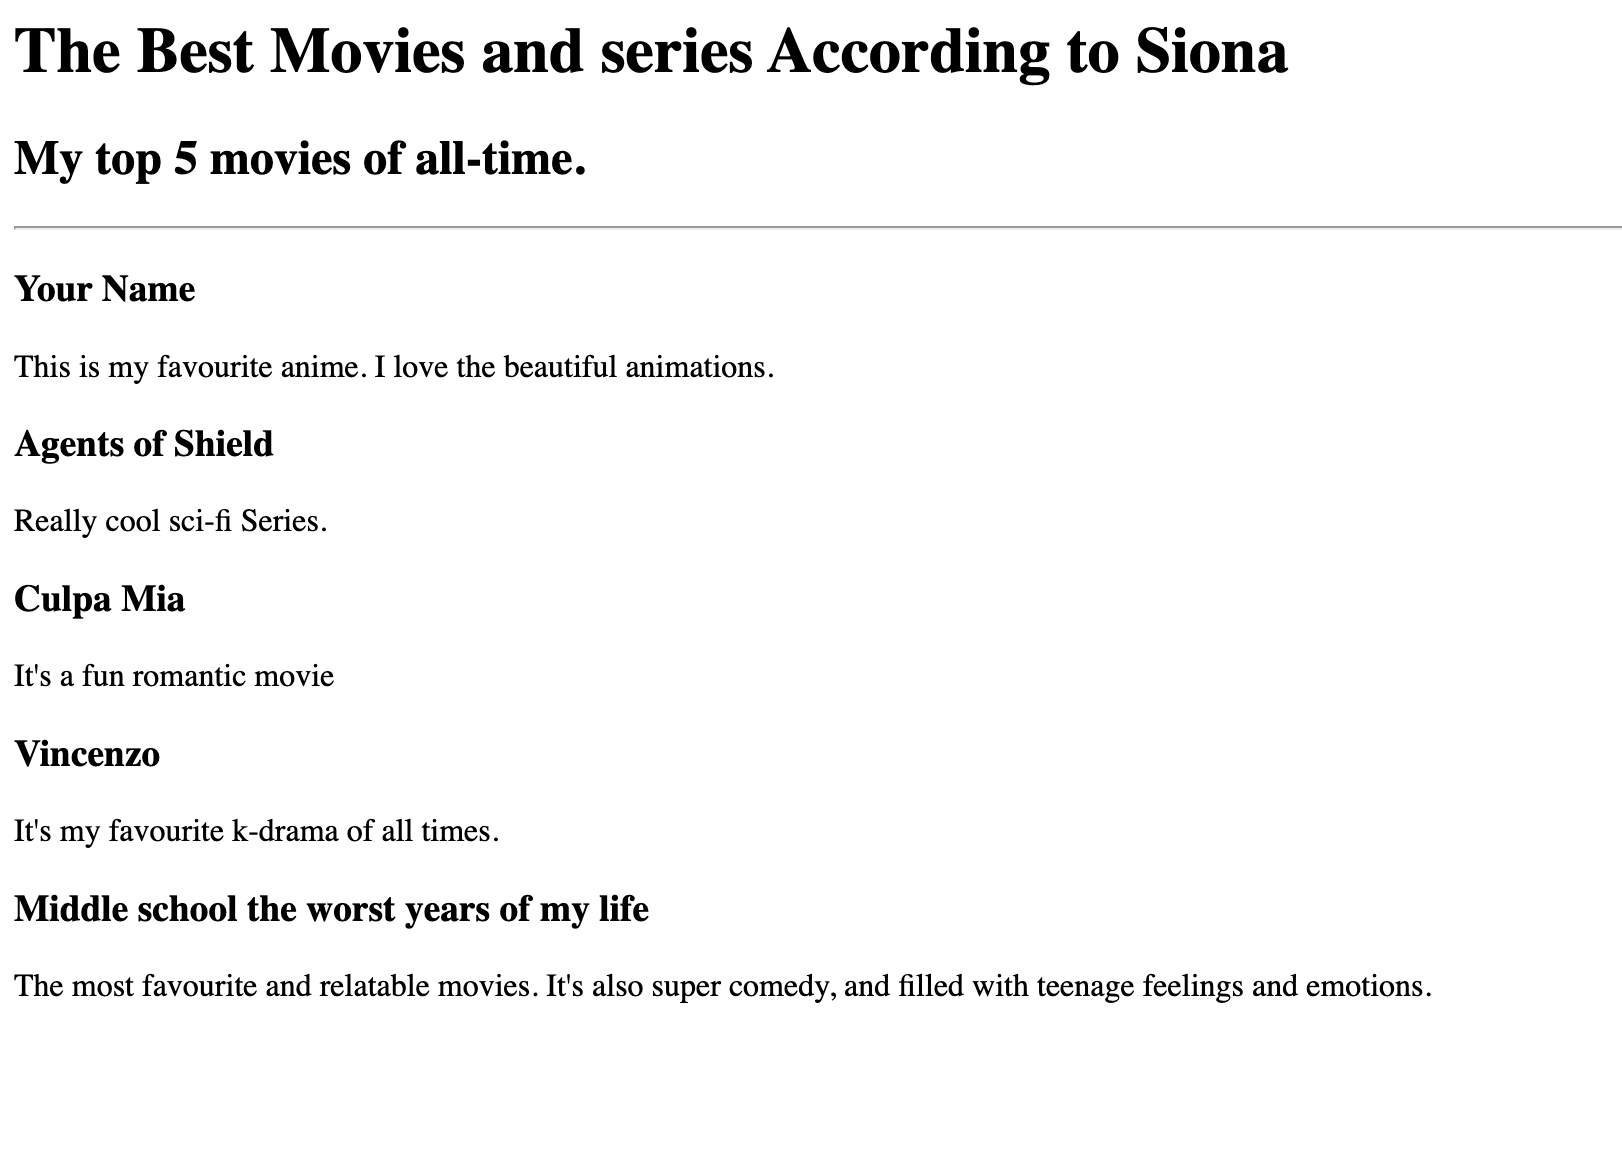 The Best Movies and series According to Siona
My top 5 movies of all-time.
Your Name
This is my favourite anime. I love the beautiful animations.
Agents of Shield
Really cool sci-fi Series.
Culpa Mia
It's a fun romantic movie
Vincenzo
It's my favourite k-drama of all times.
Middle school the worst years of my life
The most favourite and relatable movies. It's also super comedy, and filled with teenage feelings and emotions.